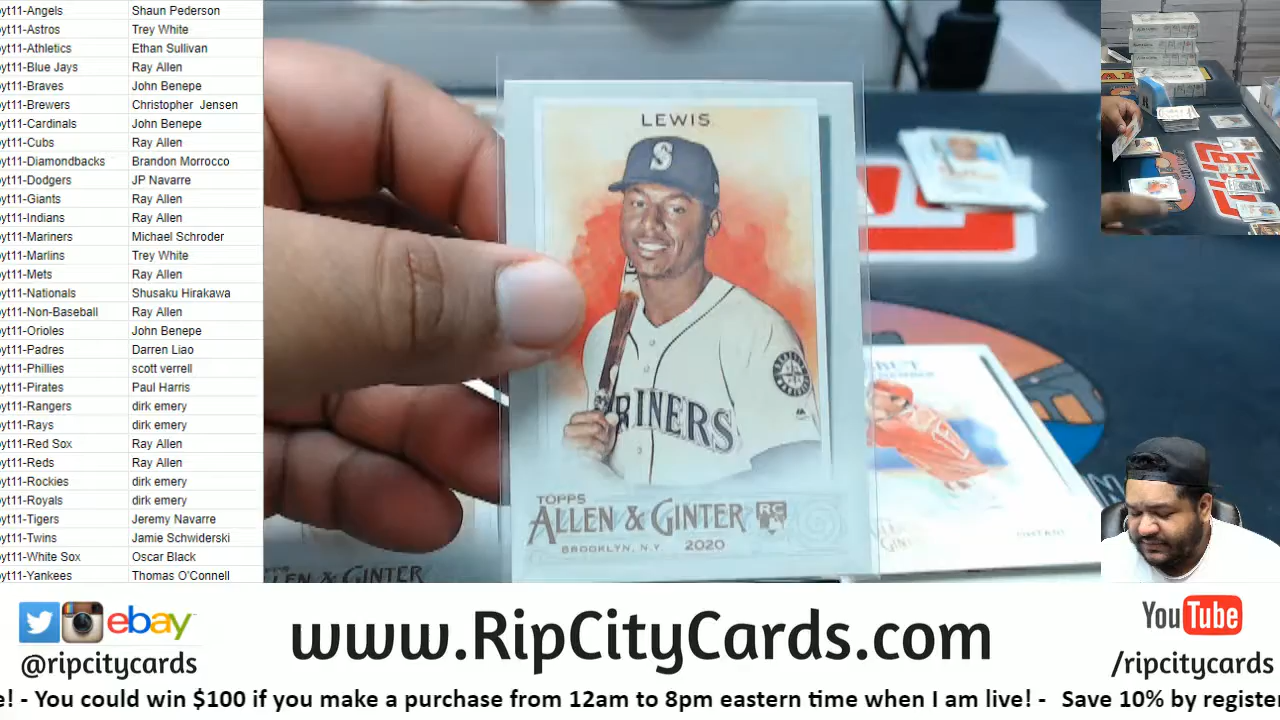 yt11-Angels Shaun Pederson
yt11-Astros Trey White
yt11-Athletics Ethan Sullivan
yt11-Blue Jays Ray Allen
yt11-Braves John Benepe
yt11-Brewers Christopher Jensen
yt11-Cardinals John Benepe
yt11-Cubs Ray Allen
yt11-Diamondbacks Brandon Morrocco
yt11-Dodgers JP Navarre
yt11-Giants Ray Allen
yt11-Indians Ray Allen
yt11-Mariners Michael Schroder
yt11-Marlins Trey White
yt11-Mets Ray Allen
yt11-Nationals Shusaku Hirakawa
yt11-Non-Baseball Ray Allen
yt11-Orioles John Benepe
yt11-Padres Darren Liao
yt11-Phillies scott verrell
yt11-Pirates Paul Harris
yt11-Rangers dirk emery
yt11-Rays dirk emery
yt11-Red Sox Ray Allen
yt11-Reds Ray Allen
yt11-Rockies dirk emery
yt11-Royals dirk emery
yt11-Tigers Jeremy Navarre
yt11-Twins Jamie Schwiderski
yt11-White Sox Oscar Black
yt11-Yankees Thomas O'Connell
LEWIS
S
RINERS
TOPPS
ALLEN & GINTER RC
BROOKLYN, N.Y 2020
LLEN & GINTER
ebay
@ripcitycards
www.RipCityCards.com
YouTube
/ripcitycards
e! - You could win $100 if you make a purchase from 12am to 8pm eastern time when I am live! - Save 10% by register